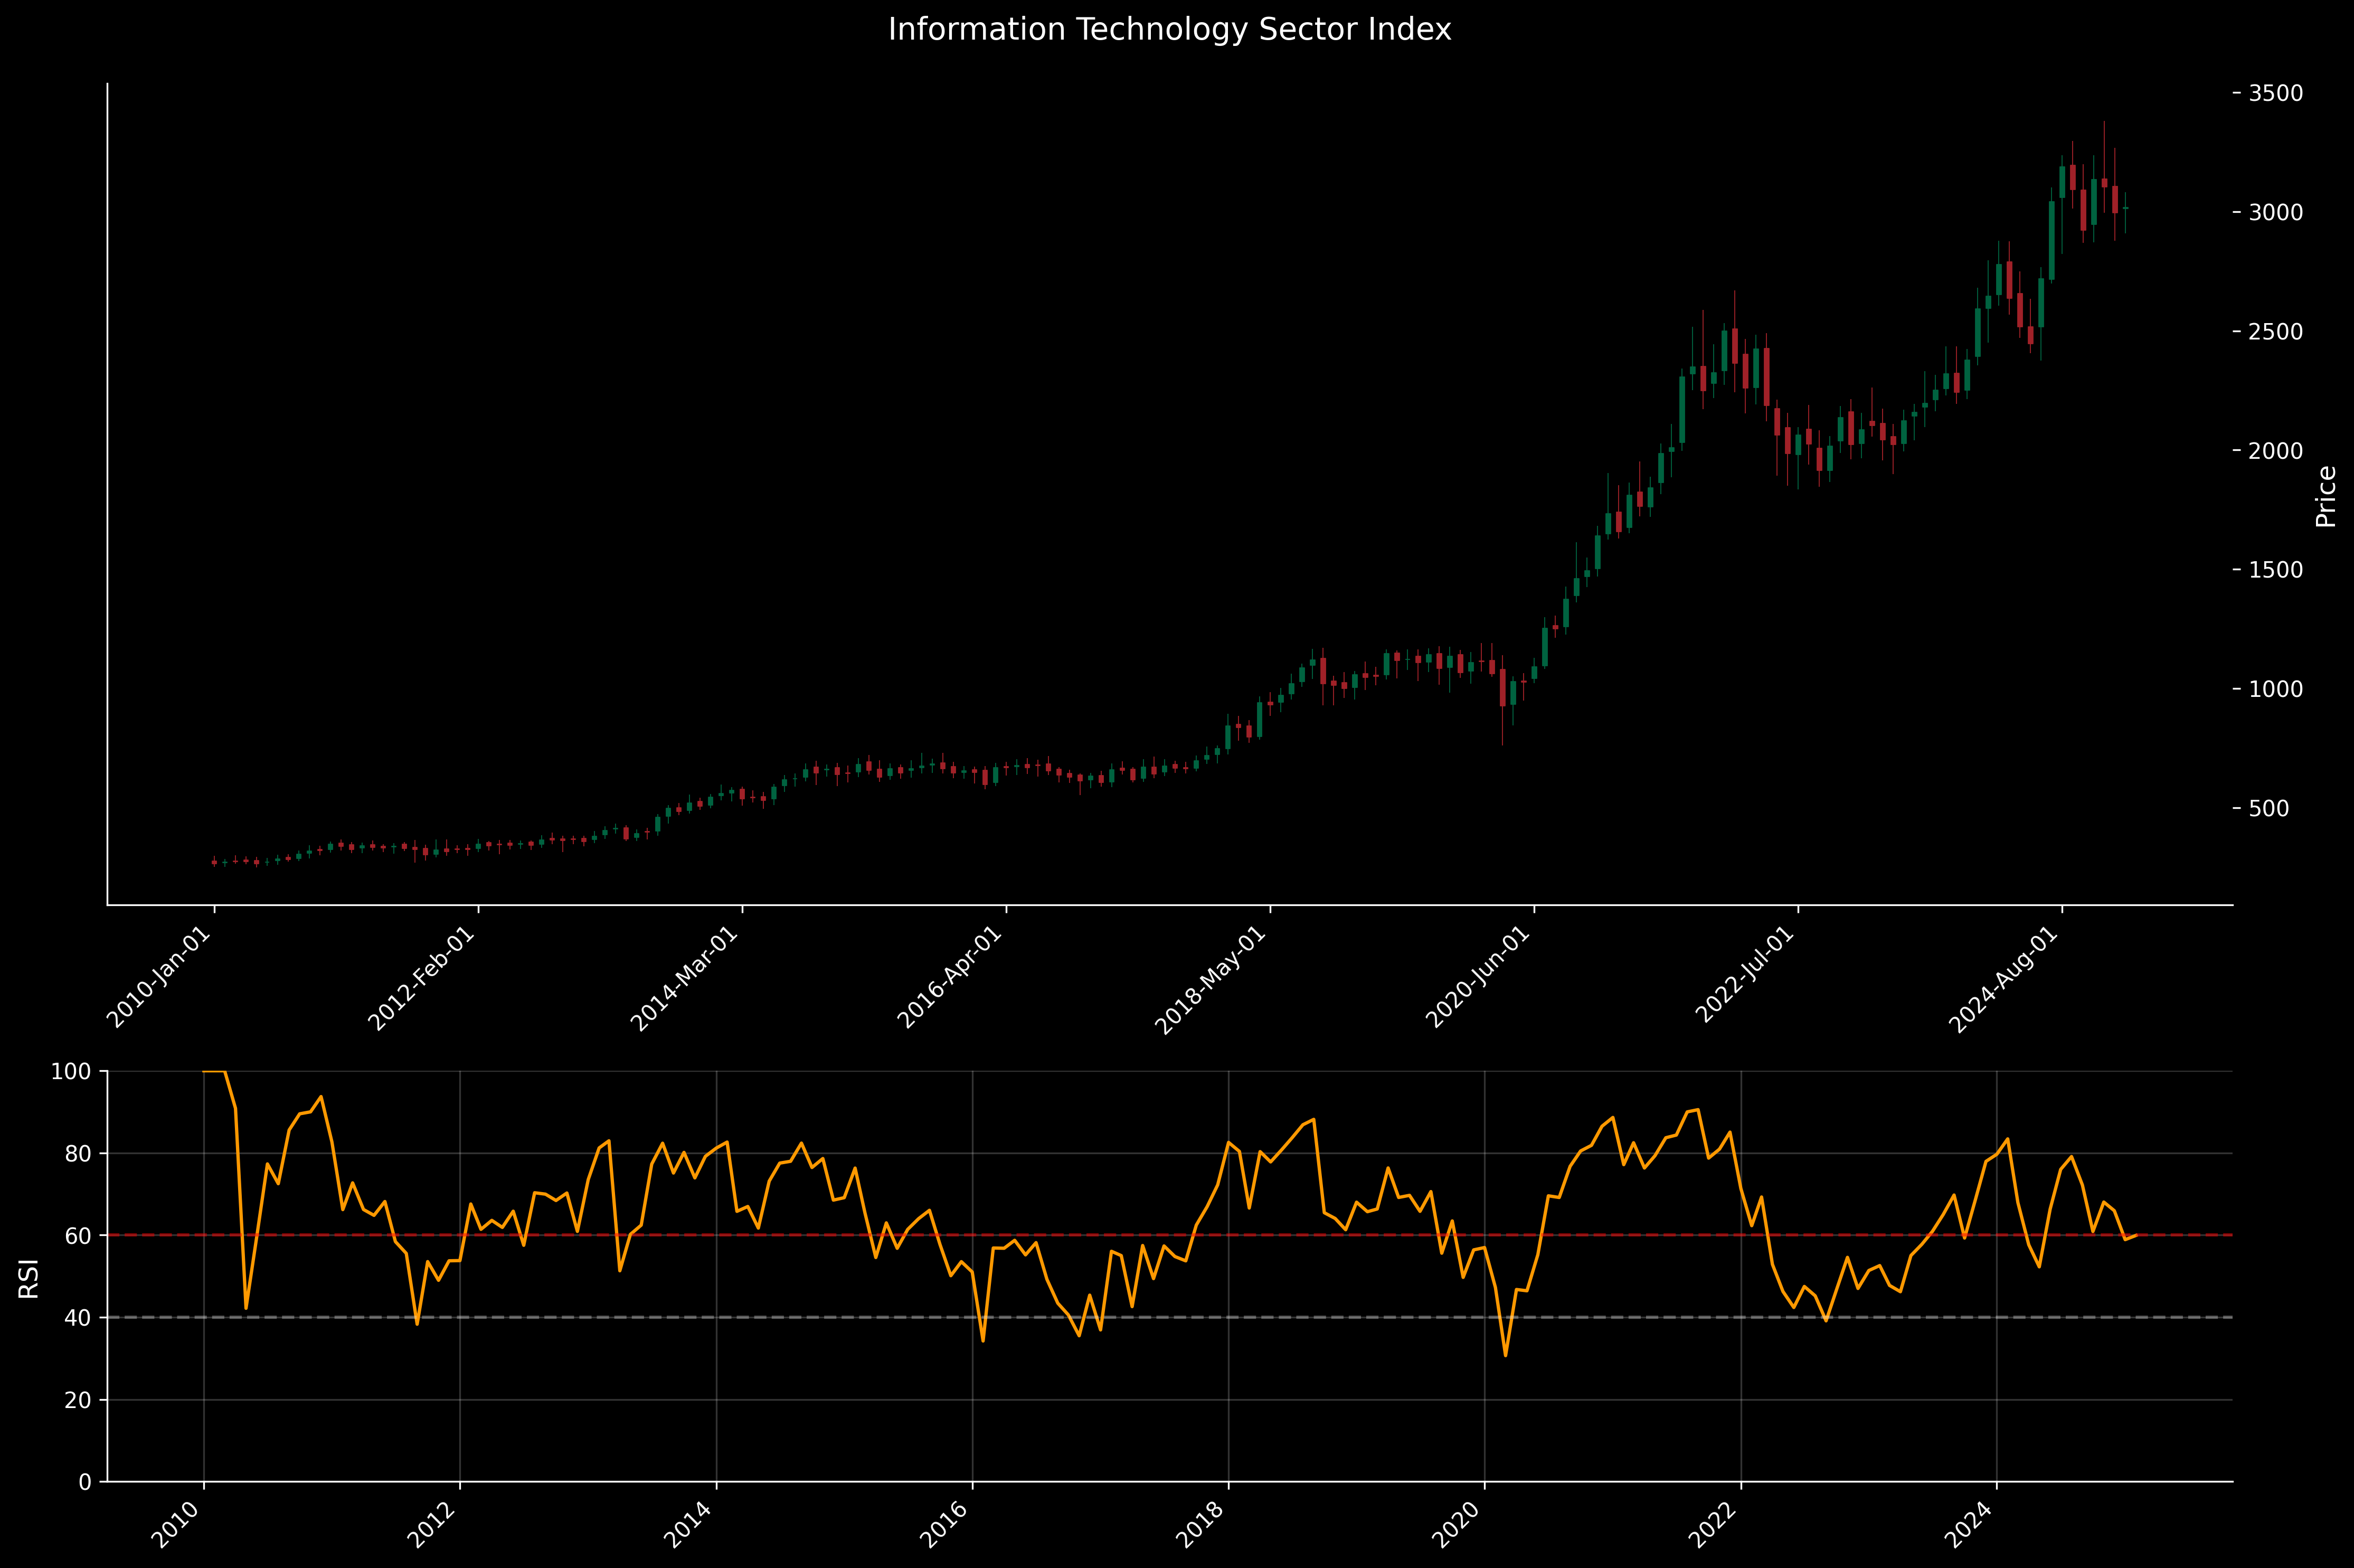 Information Technology Sector Index
3500
3000
2500
2000
1500
1000
500
Price
2010-Jan-01
2012-Feb-01
2014-Mar-01
2016-Apr-01
2018-May-01
2020-Jun-01
2022-Jul-01
2024-Aug-01
100
80
60
40
20
0
RSI
2010
2012
2014
2016
2018
2020
2022
2024